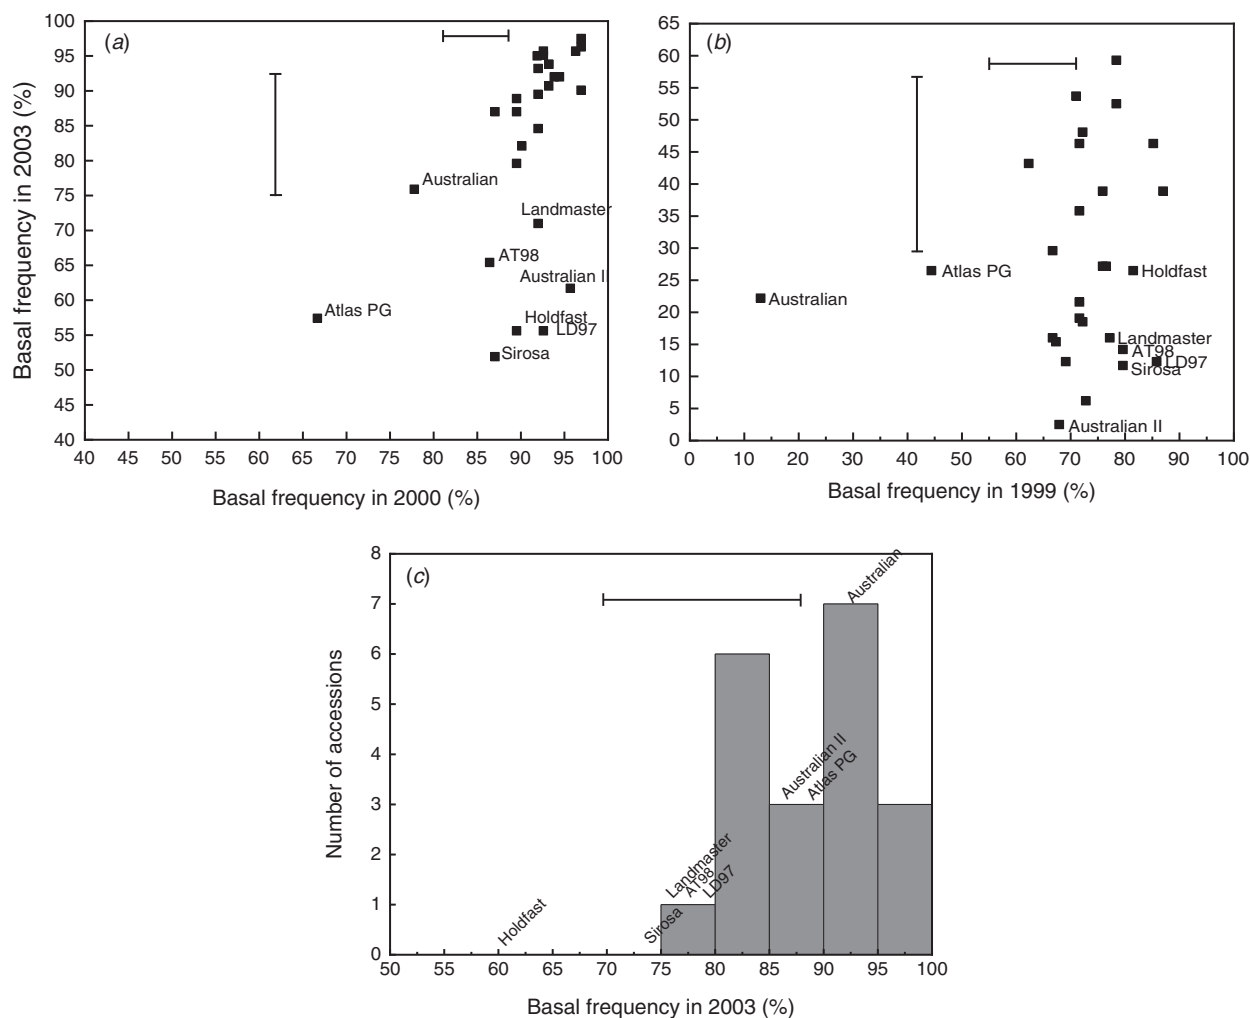 (a)
100
95
90
85
80
75
70
65
60
55
50
45
40
Basal frequency in 2003 (%)
Australian
Landmaster
AT98
Australian II
Atlas PG
Holdfast
LD97
Sirosa
40 45 50 55 60 65 70 75 80 85 90 95 100
Basal frequency in 2000 (%)
(b)
65
60
55
50
45
40
35
30
25
20
15
10
5
0
Atlas PG
Holdfast
Australian
Landmaster
AT98
LD97
Sirosa
Australian II
0 10 20 30 40 50 60 70 80 90 100
Basal frequency in 1999 (%)
(c)
8
7
6
5
4
3
2
1
0
Number of accessions
Australian
Australian II
Atlas PG
Landmaster
AT98
LD97
Sirosa
Holdfast
50 55 60 65 70 75 80 85 90 95 100
Basal frequency in 2003 (%)